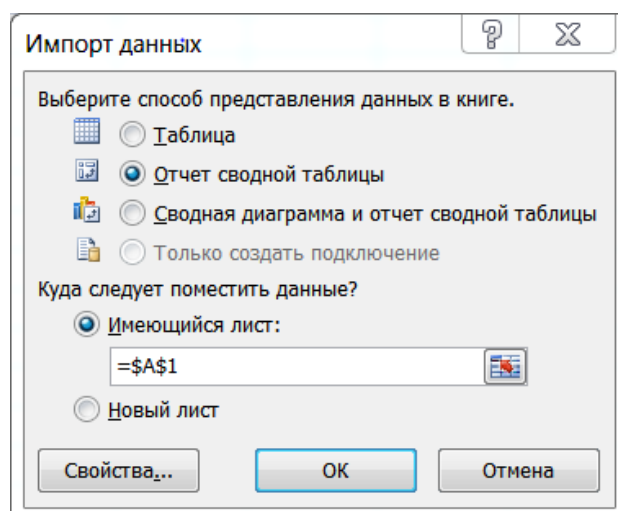 Импорт данных
Выберите способ представления данных в книге.
Таблица
Отчет сводной таблицы
Сводная диаграмма и отчет сводной таблицы
Только создать подключение
Куда следует поместить данные?
Имеющийся лист:
=$A$1
Новый лист
Свойства... ОК Отмена